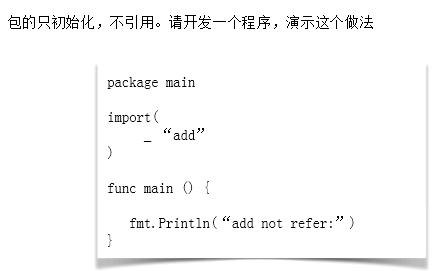 包的只初始化，不引用。请开发一个程序，演示这个做法
package main
import(
_ “add”
)
func main () {
fmt.Println(“add not refer:”)
}